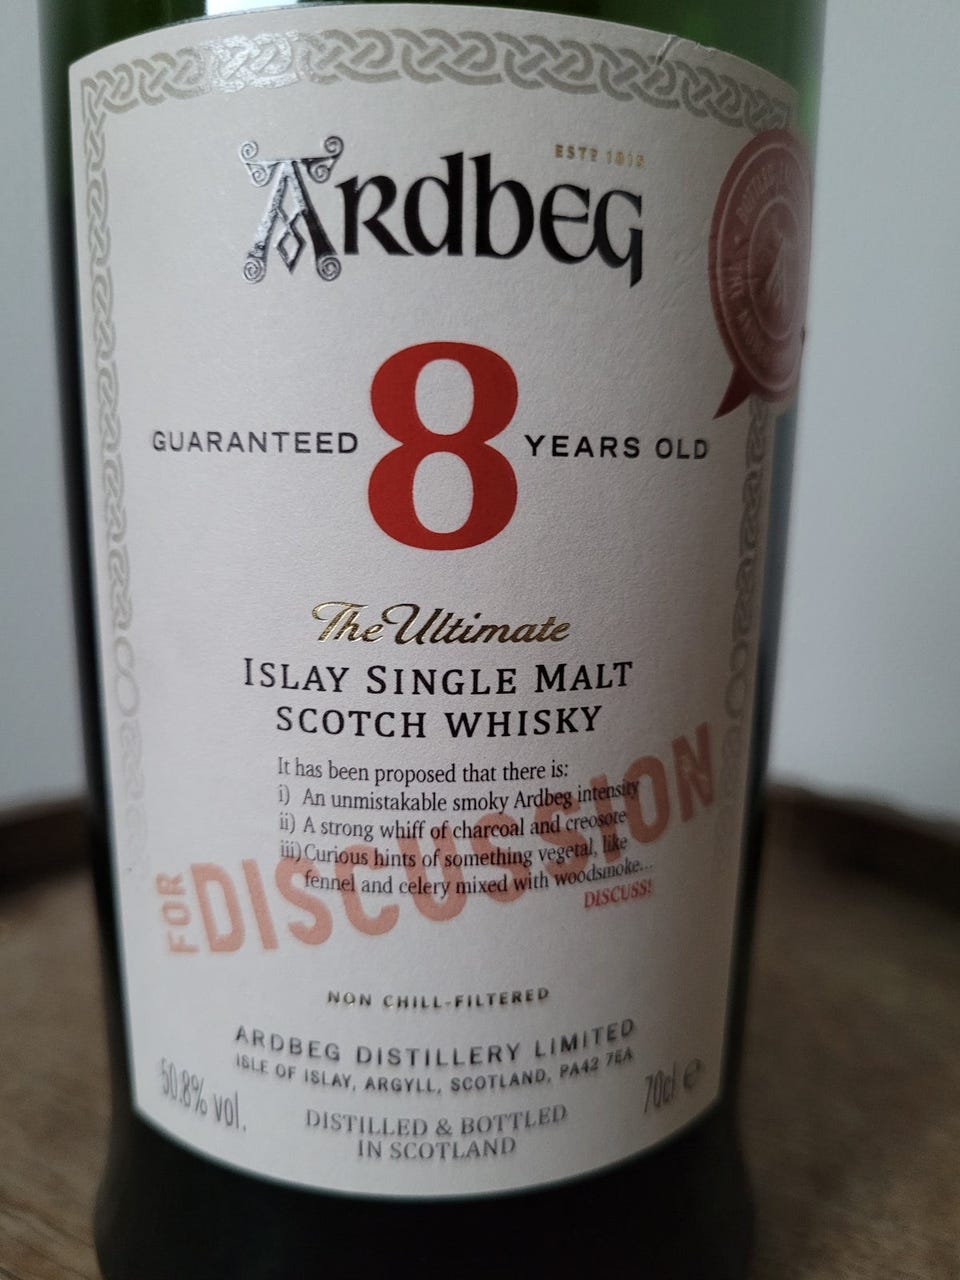 ESTD 1815
ARDBEG
GUARANTEED 8 YEARS OLD
The Ultimate
ISLAY SINGLE MALT
SCOTCH WHISKY
It has been proposed that there is:
i) An unmistakable smoky Ardbeg intensity
ii) A strong whiff of charcoal and creosote
iii) Curious hints of something vegetal, like
fennel and celery mixed with woodsmoke...
DISCUSS!
FOR DISCUSSION
NON CHILL-FILTERED
ARDBEG DISTILLERY LIMITED
ISLE OF ISLAY, ARGYLL, SCOTLAND, PA42 7EA
50.8% vol.
70cl e
DISTILLED & BOTTLED
IN SCOTLAND